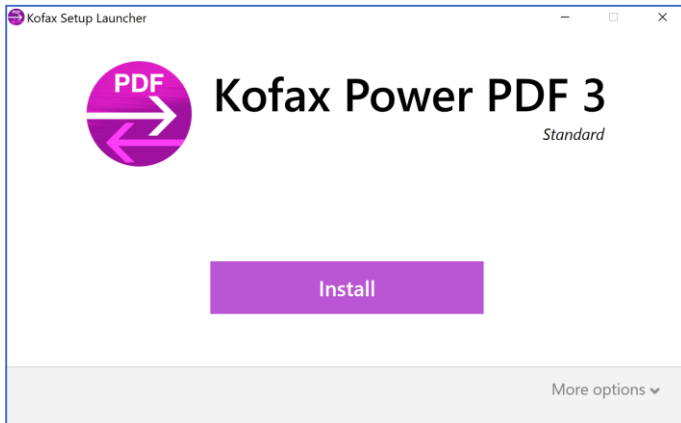 Kofax Setup Launcher
PDF
Kofax Power PDF 3
Standard
Install
More options